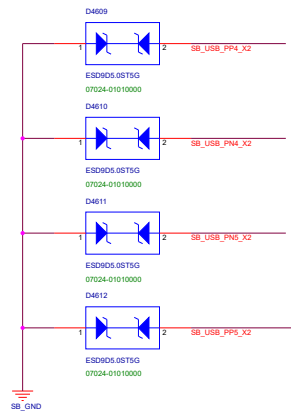 D4609
1 2 SB_USB_PP4_X2
ESD9D5.0ST5G
07024-01010000
D4610
1 2 SB_USB_PN4_X2
ESD9D5.0ST5G
07024-01010000
D4611
1 2 SB_USB_PN5_X2
ESD9D5.0ST5G
07024-01010000
D4612
1 2 SB_USB_PP5_X2
ESD9D5.0ST5G
07024-01010000
SB_GND